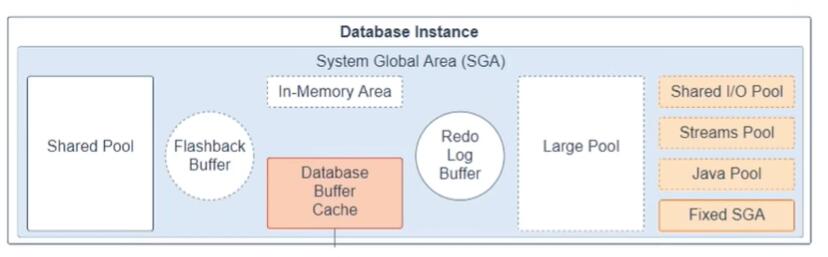 Database Instance
System Global Area (SGA)
Shared Pool
Flashback
Buffer
In-Memory Area
Database
Buffer
Cache
Redo
Log
Buffer
Large Pool
Shared I/O Pool
Streams Pool
Java Pool
Fixed SGA